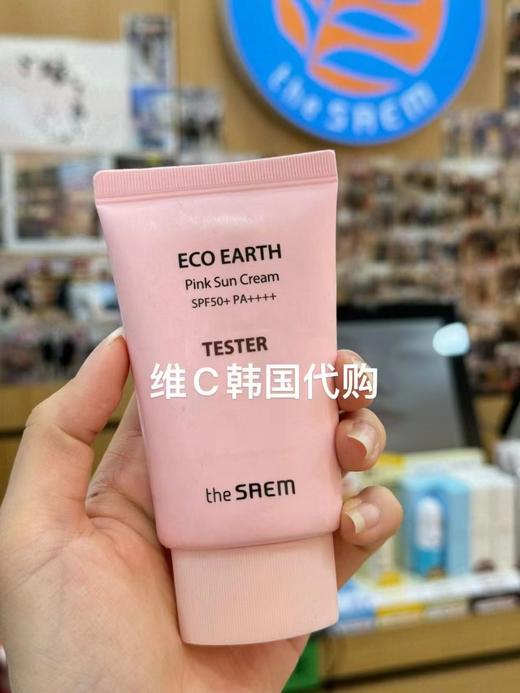 the SAEM
ECO EARTH
Pink Sun Cream
SPF50+ PA++++
TESTER
维C韩国代购
the SAEM